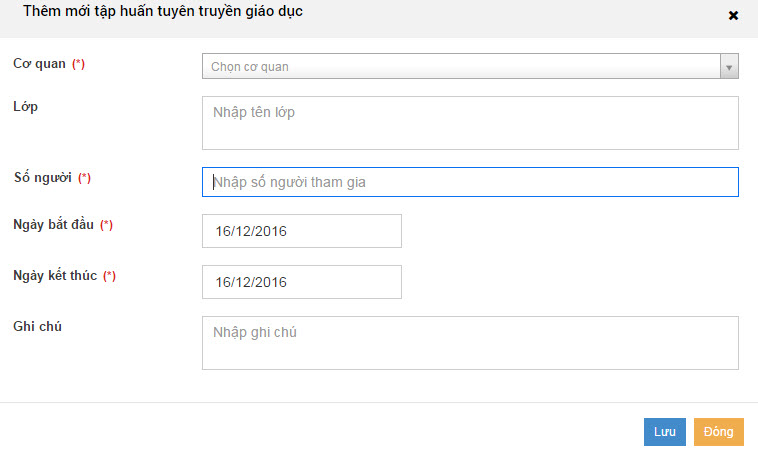 Thêm mới tập huấn tuyên truyền giáo dục
Cơ quan (*)
Chọn cơ quan
Lớp
Nhập tên lớp
Số người (*)
Nhập số người tham gia
Ngày bắt đầu (*)
16/12/2016
Ngày kết thúc (*)
16/12/2016
Ghi chú
Nhập ghi chú
Lưu Đóng